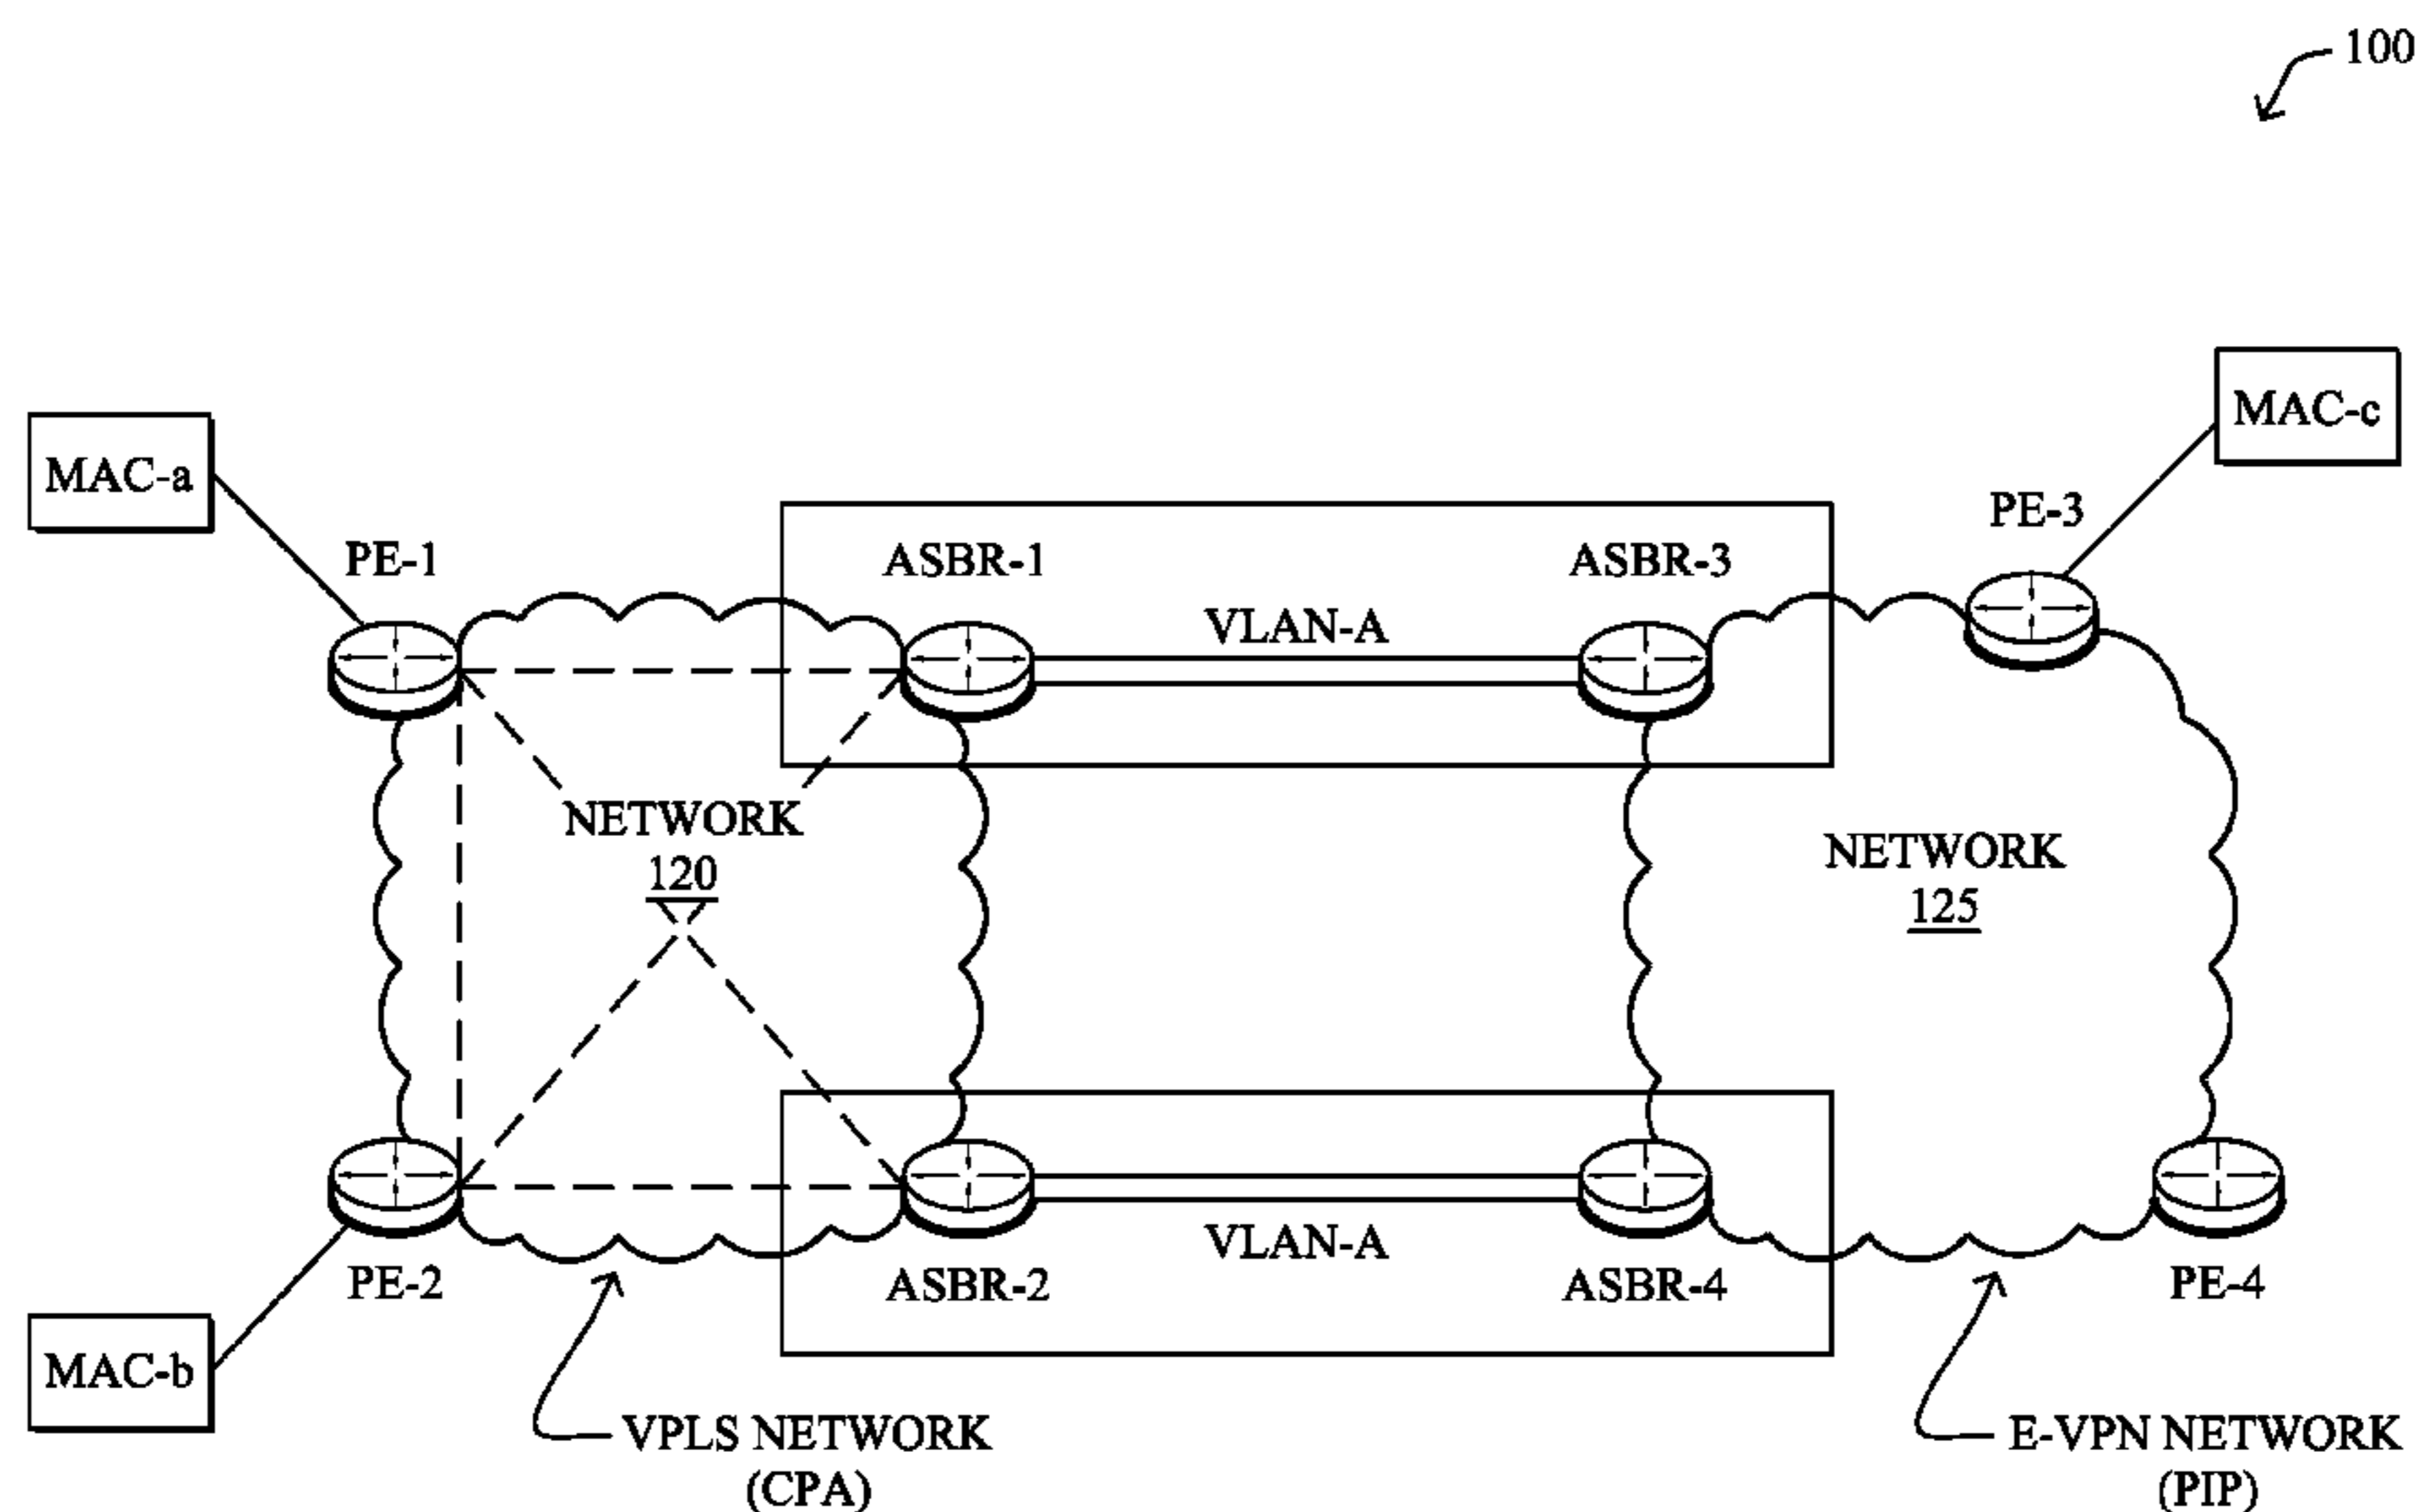 100
MAC-a
MAC-c
PE-1
ASBR-1
ASBR-3
PE-3
VLAN-A
NETWORK
120
NETWORK
125
VLAN-A
PE-2
ASBR-2
ASBR-4
PE-4
MAC-b
VPLS NETWORK
(CPA)
E-VPN NETWORK
(PIP)